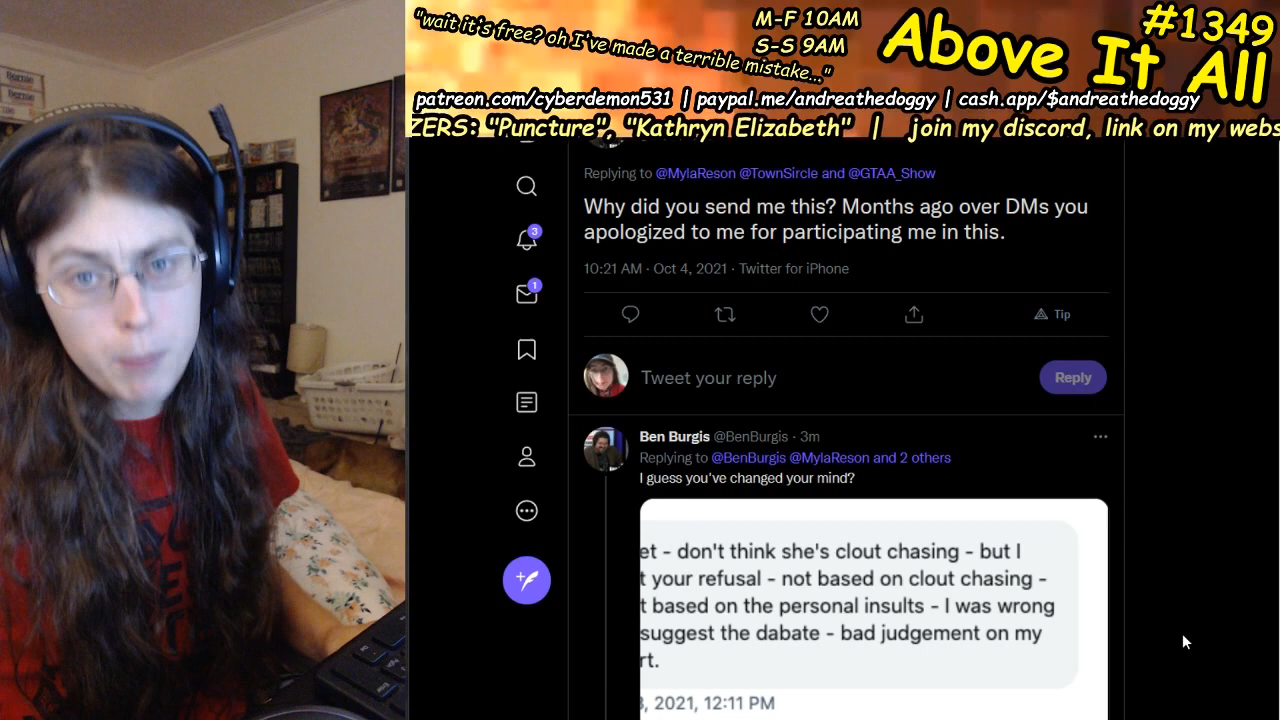 "wait it's free? oh I've made a terrible mistake..."
M-F 10AM
S-S 9AM
Above It All
#1349
patreon.com/cyberdemon531 | paypal.me/andreathedoggy | cash.app/$andreathedoggy
ZERS: "Puncture", "Kathryn Elizabeth" | join my discord, link on my webs
Replying to @MylaReson @TownSircle and @GTAA_Show
Why did you send me this? Months ago over DMs you
apologized to me for participating me in this.
10:21 AM · Oct 4, 2021 · Twitter for iPhone
Tip
Tweet your reply
Reply
3
1
Ben Burgis @BenBurgis · 3m
Replying to @BenBurgis @MylaReson and 2 others
I guess you've changed your mind?
et - don't think she's clout chasing - but I
t your refusal - not based on clout chasing -
t based on the personal insults - I was wrong
suggest the dabate - bad judgement on my
rt.
, 2021, 12:11 PM
Bernie